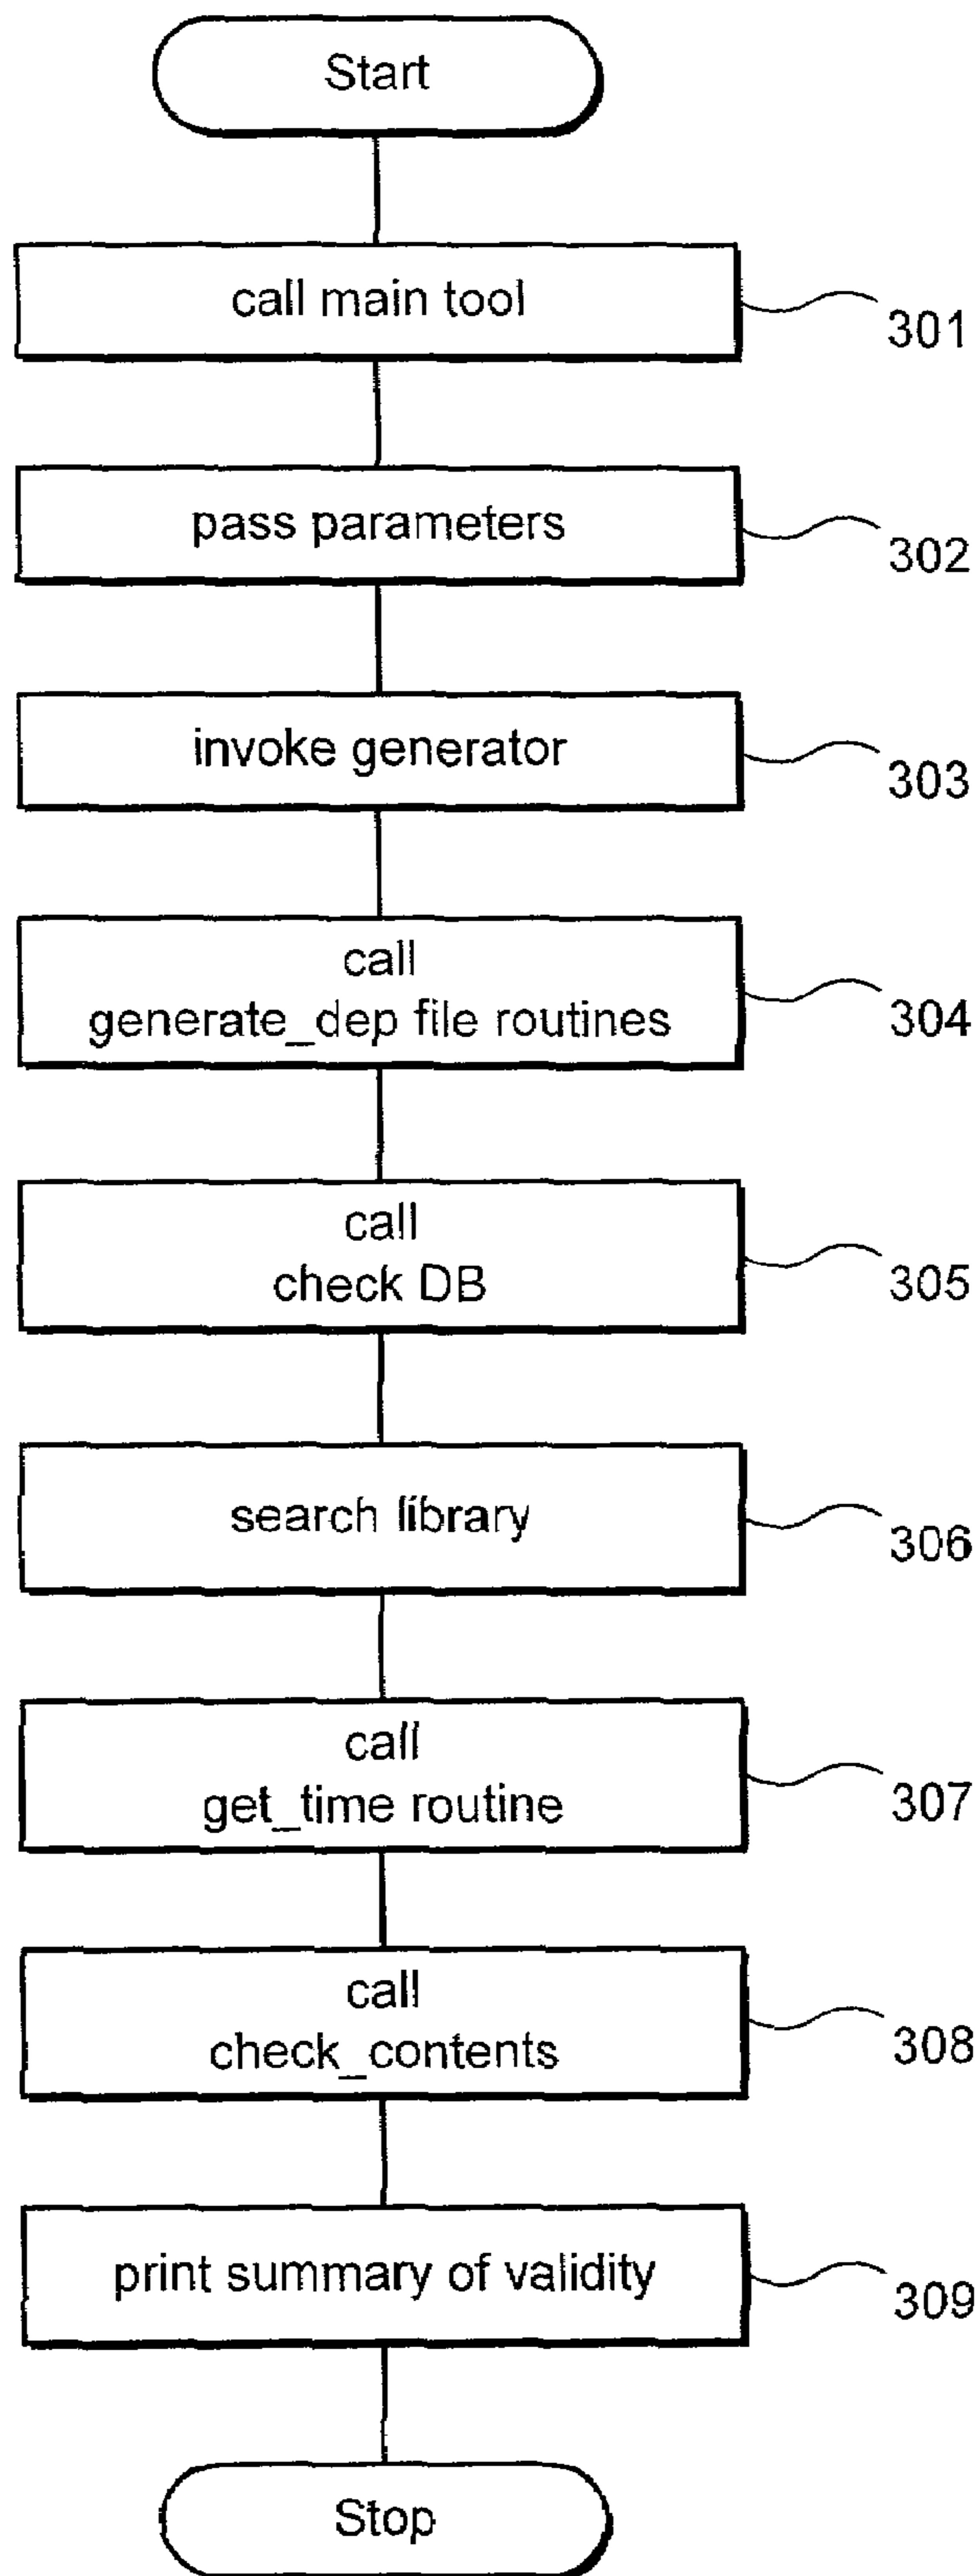 Start
call main tool
301
pass parameters
302
invoke generator
303
call
generate_dep file routines
304
call
check DB
305
search library
306
call
get_time routine
307
call
check_contents
308
print summary of validity
309
Stop